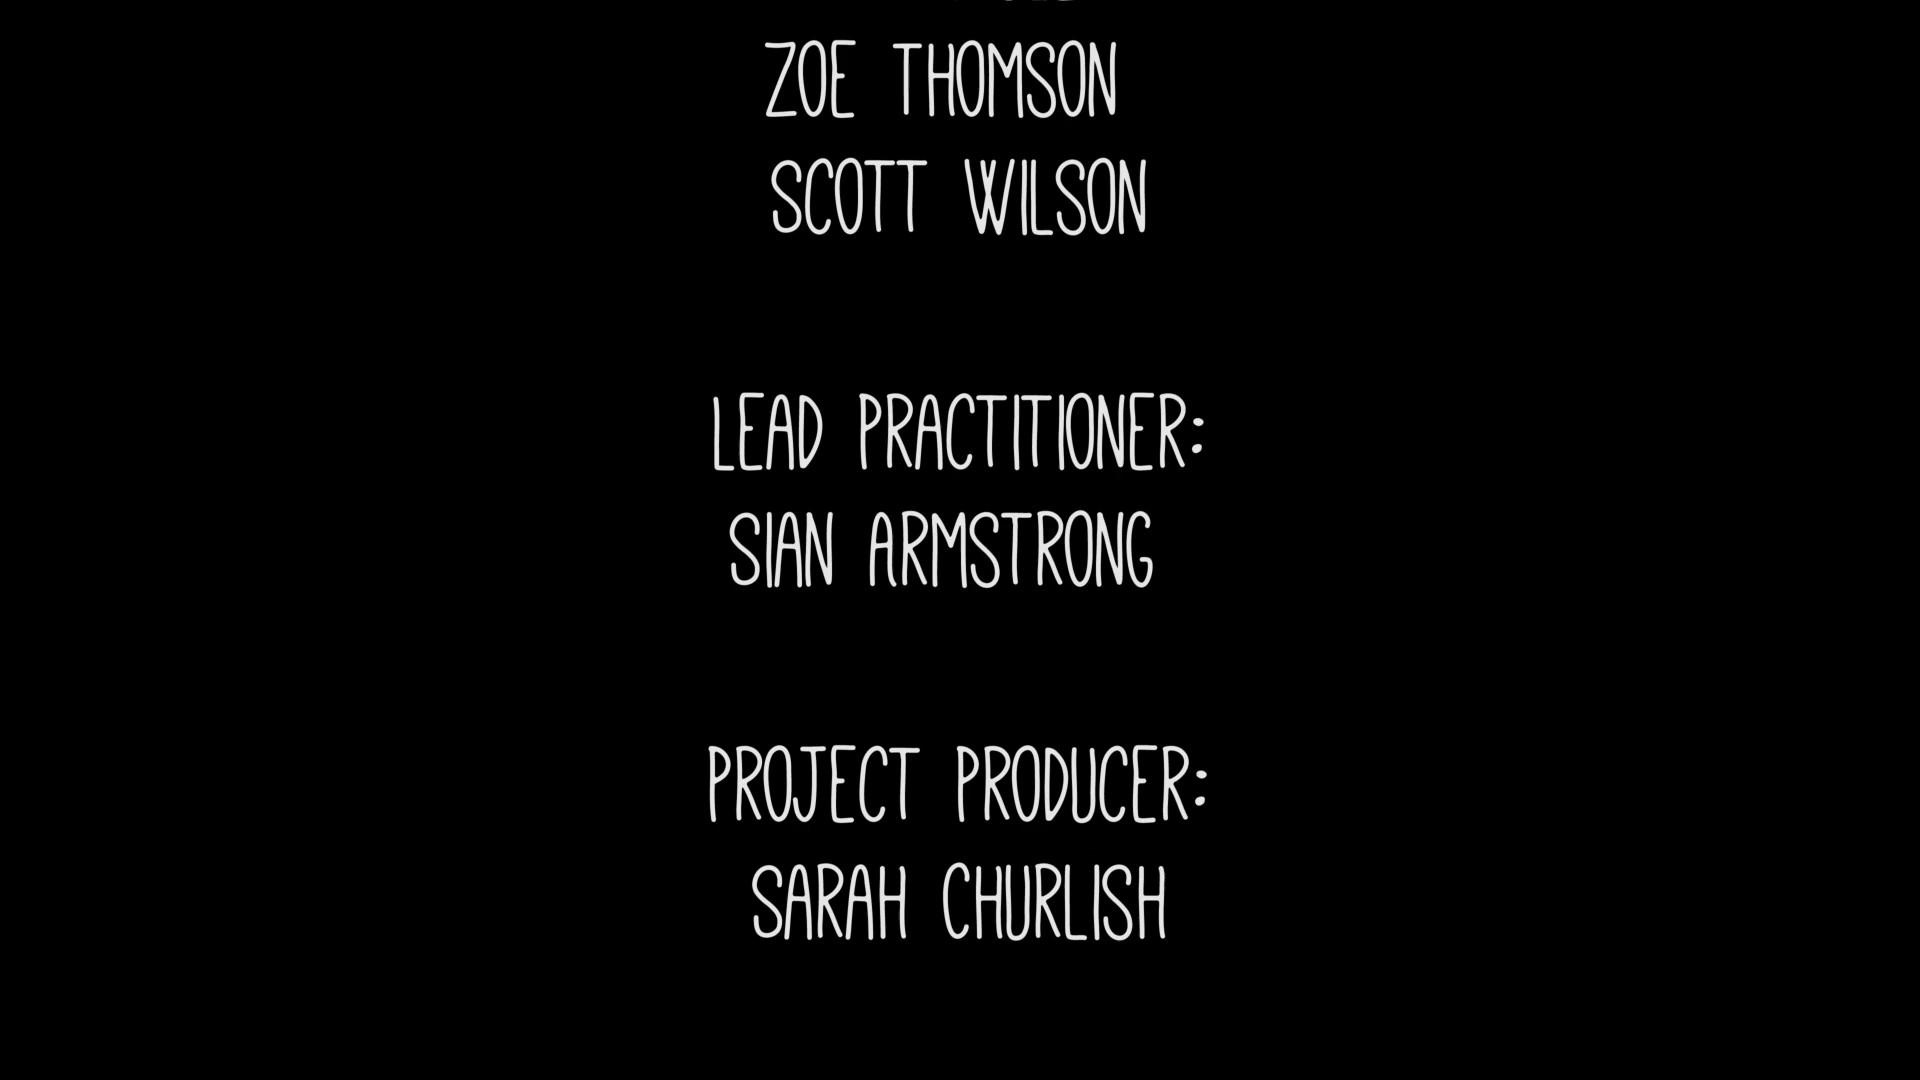 ZOE THOMSON
SCOTT WILSON
LEAD PRACTITIONER:
SIAN ARMSTRONG
PROJECT PRODUCER:
SARAH CHURLISH